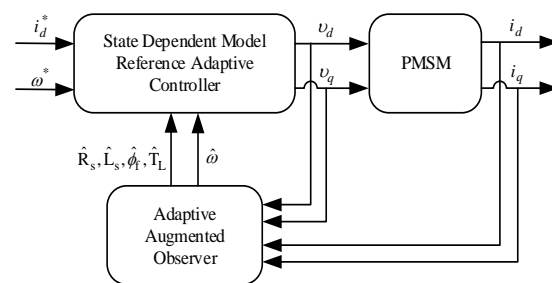 i_d^*
ω^*
State Dependent Model
Reference Adaptive
Controller
υ_d
υ_q
PMSM
i_d
i_q
R̂_s, L̂_s, ϕ̂_f, T̂_L
ω̂
Adaptive
Augmented
Observer